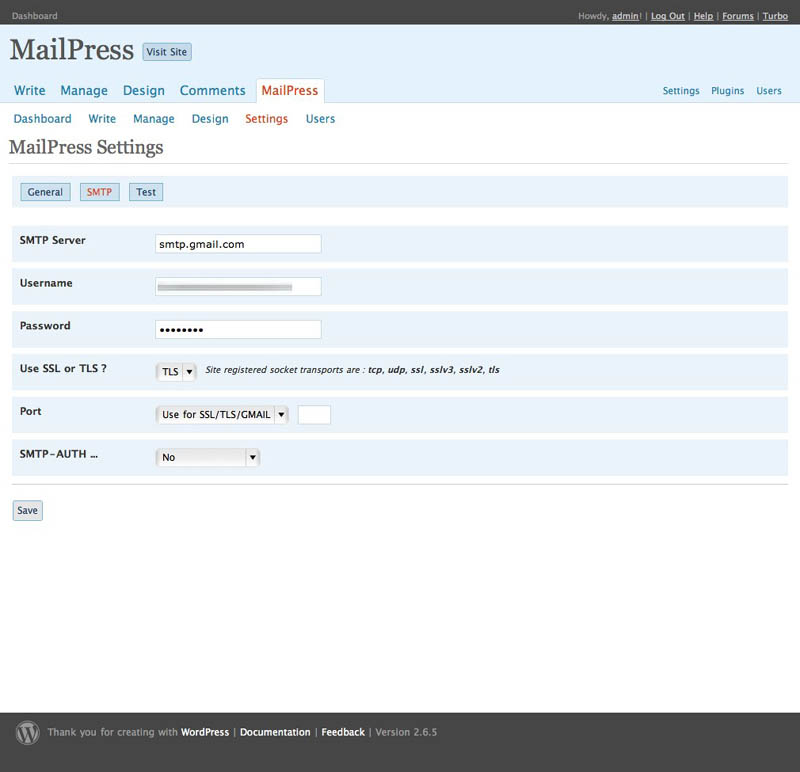 Dashboard
Howdy, admin! | Log Out | Help | Forums | Turbo
MailPress Visit Site
Write Manage Design Comments MailPress
Settings Plugins Users
Dashboard Write Manage Design Settings Users
MailPress Settings
General SMTP Test
SMTP Server smtp.gmail.com
Username
Password ••••••••
Use SSL or TLS ? TLS Site registered socket transports are : tcp, udp, ssl, sslv3, sslv2, tls
Port Use for SSL/TLS/GMAIL
SMTP-AUTH ... No
Save
Thank you for creating with WordPress | Documentation | Feedback | Version 2.6.5